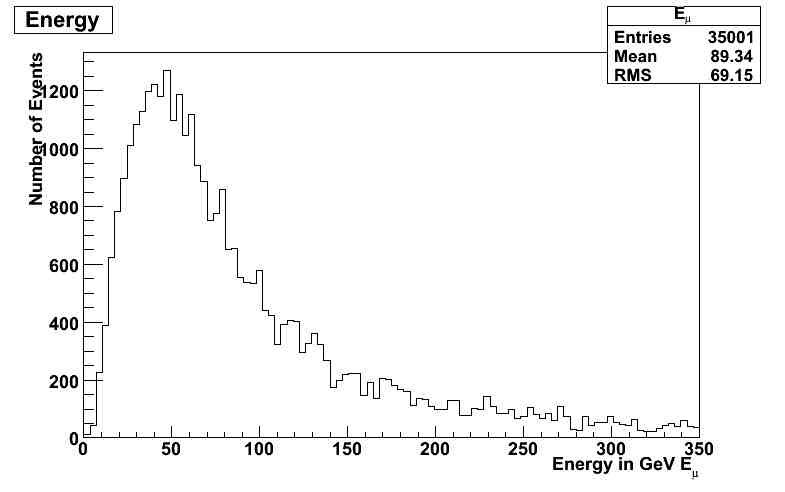 Energy
E_μ
Entries 35001
Mean 89.34
RMS 69.15
Number of Events
1200
1000
800
600
400
200
0
0 50 100 150 200 250 300 350
Energy in GeV E_μ